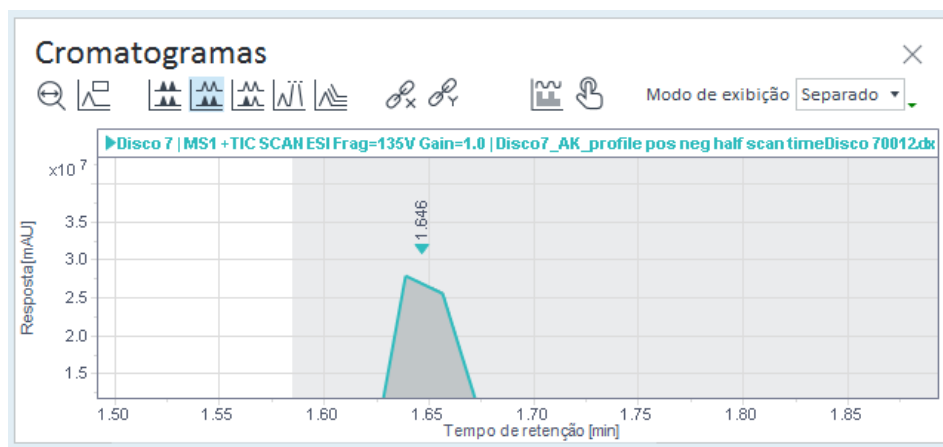 Cromatogramas
X Y Modo de exibição Separado
Disco 7 | MS1 +TIC SCAN ESI Frag=135V Gain=1.0 | Disco7_AK_profile pos neg half scan timeDisco 70012.dx
x10 7
1.646
3.5
3.0
2.5
2.0
1.5
Resposta[mAU]
1.50 1.55 1.60 1.65 1.70 1.75 1.80 1.85
Tempo de retenção [min]